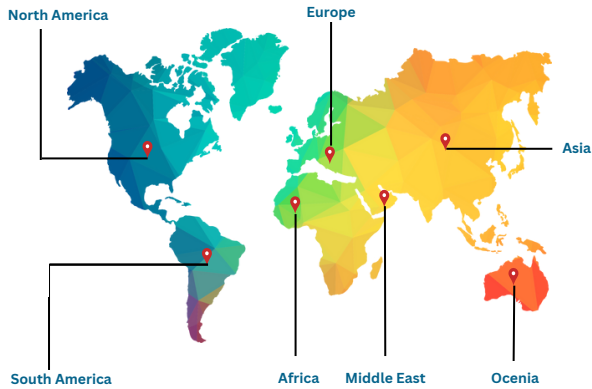 North America
Europe
Asia
South America
Africa
Middle East
Ocenia